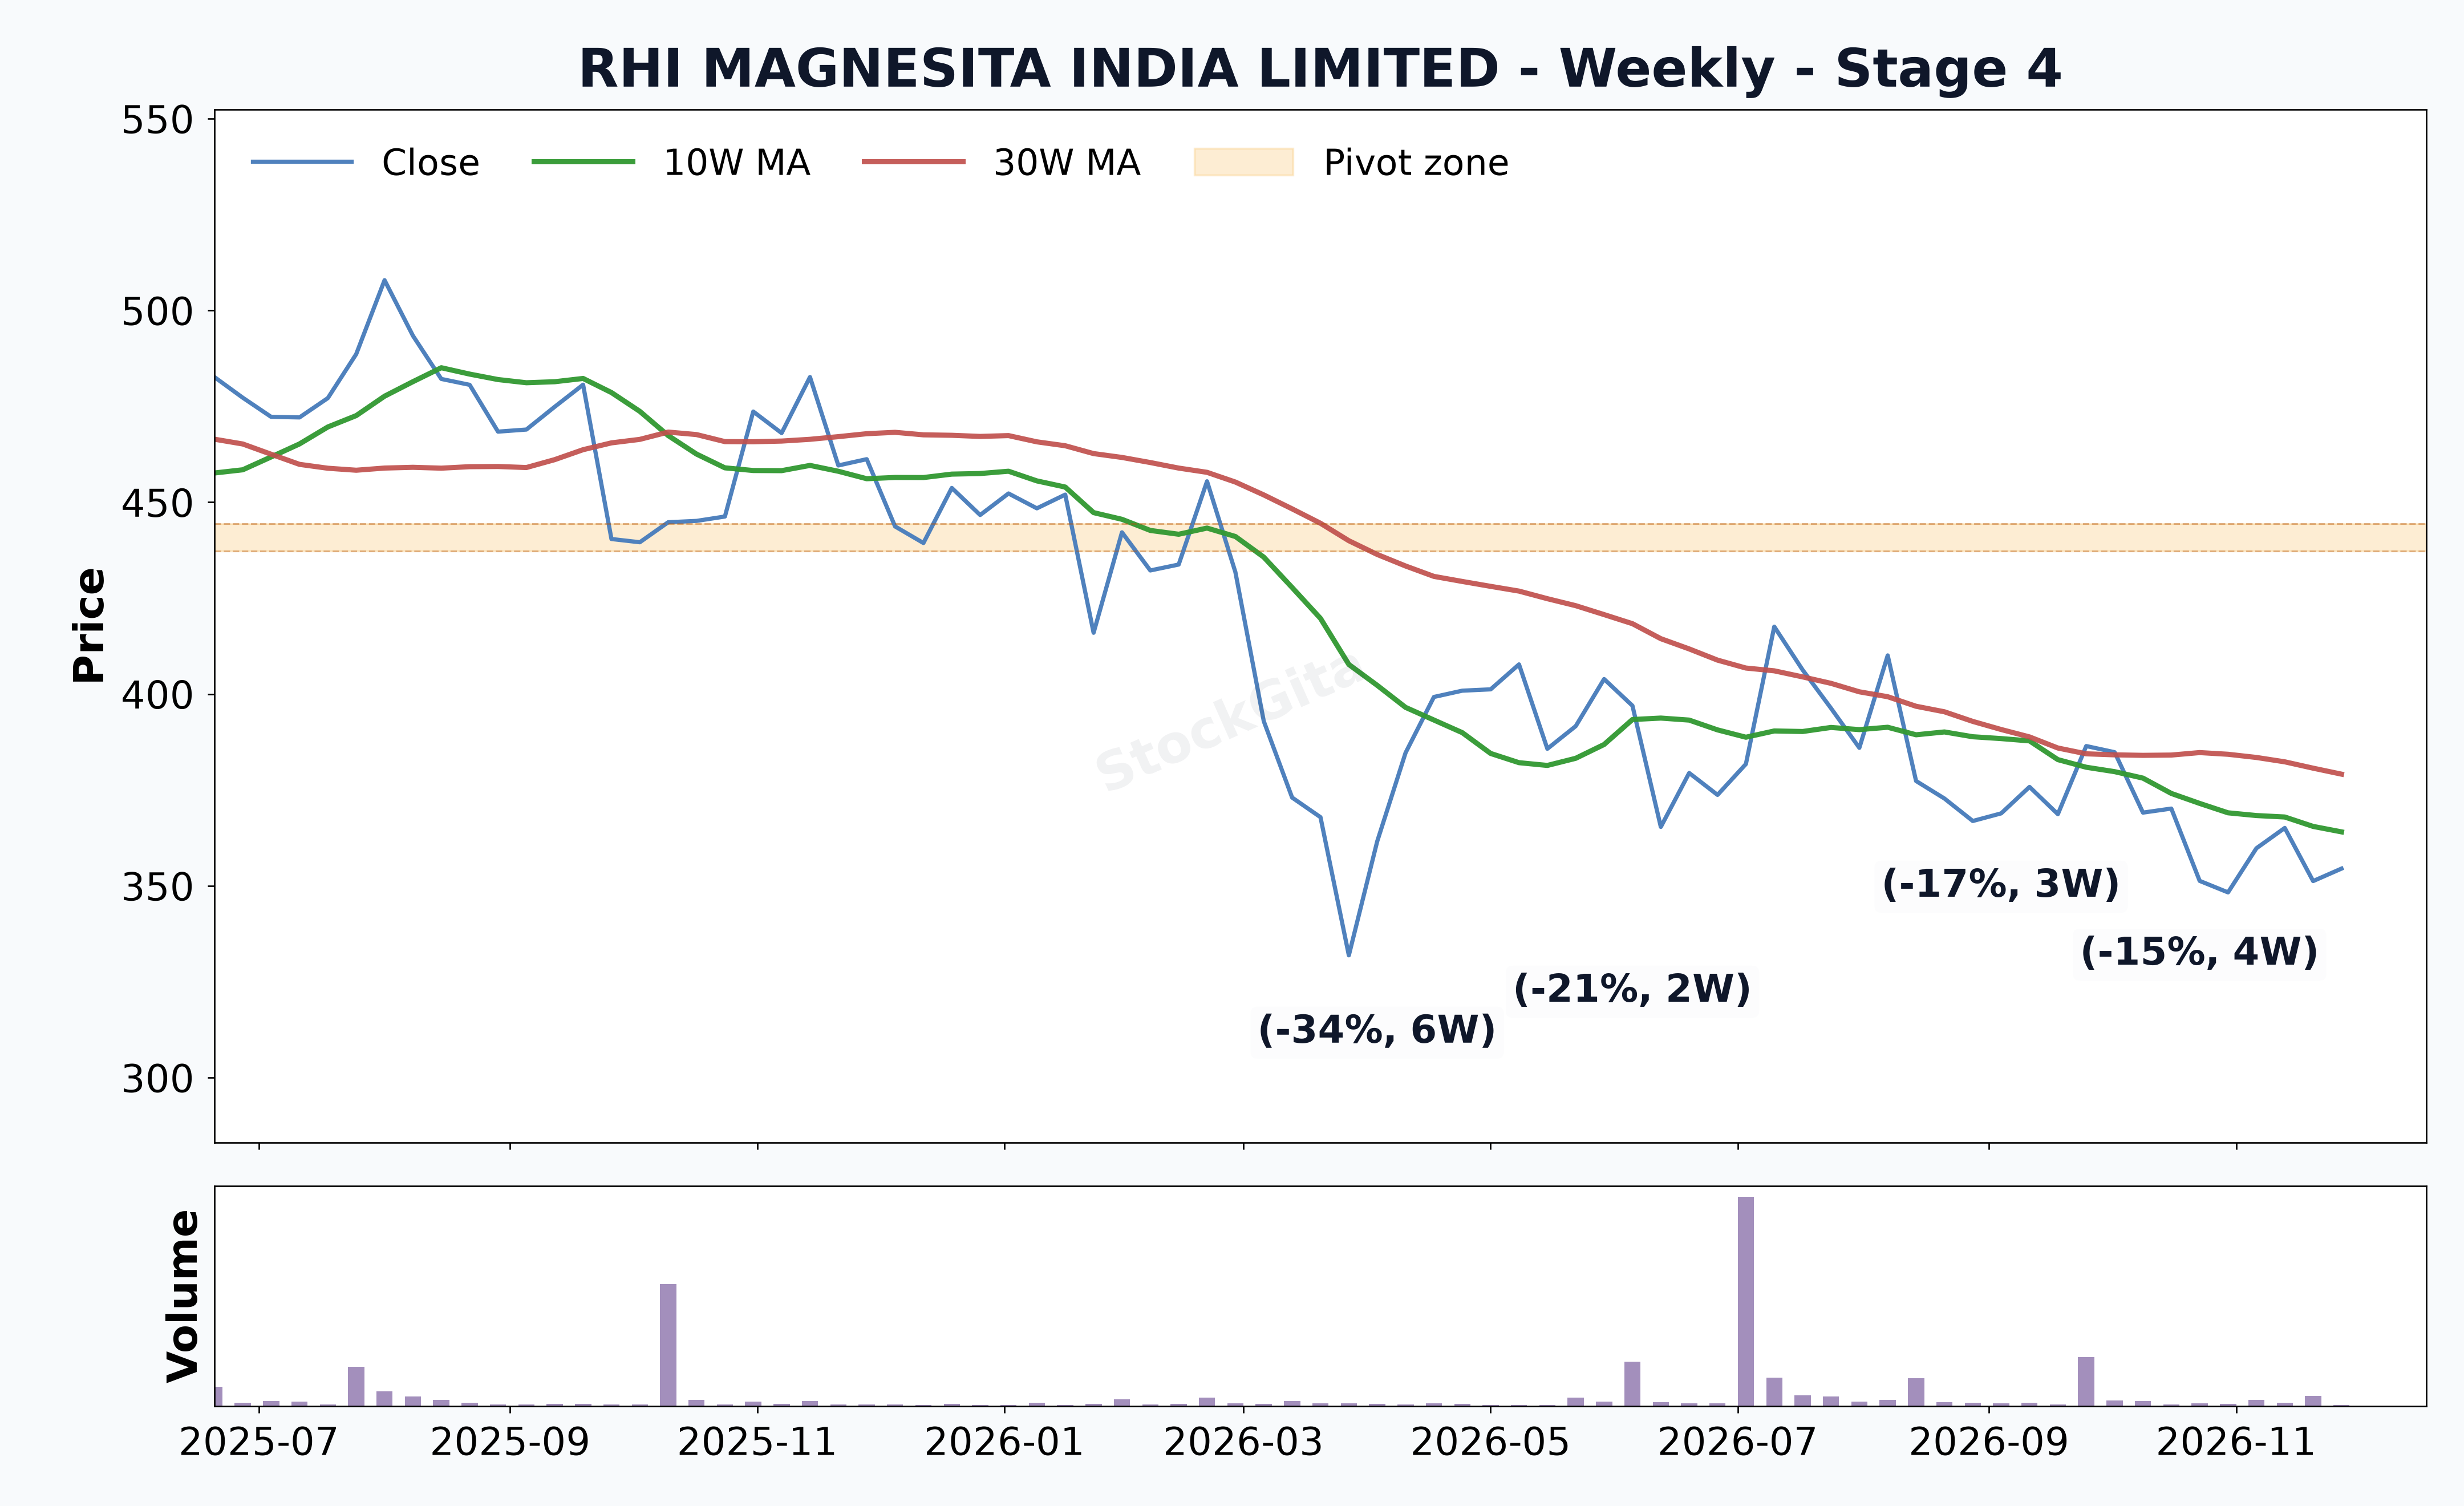 RHI MAGNESITA INDIA LIMITED - Weekly - Stage 4
Close 10W MA 30W MA Pivot zone
550
500
450
400
350
300
Price
StockGita
(-34%, 6W)
(-21%, 2W)
(-17%, 3W)
(-15%, 4W)
Volume
2025-07 2025-09 2025-11 2026-01 2026-03 2026-05 2026-07 2026-09 2026-11